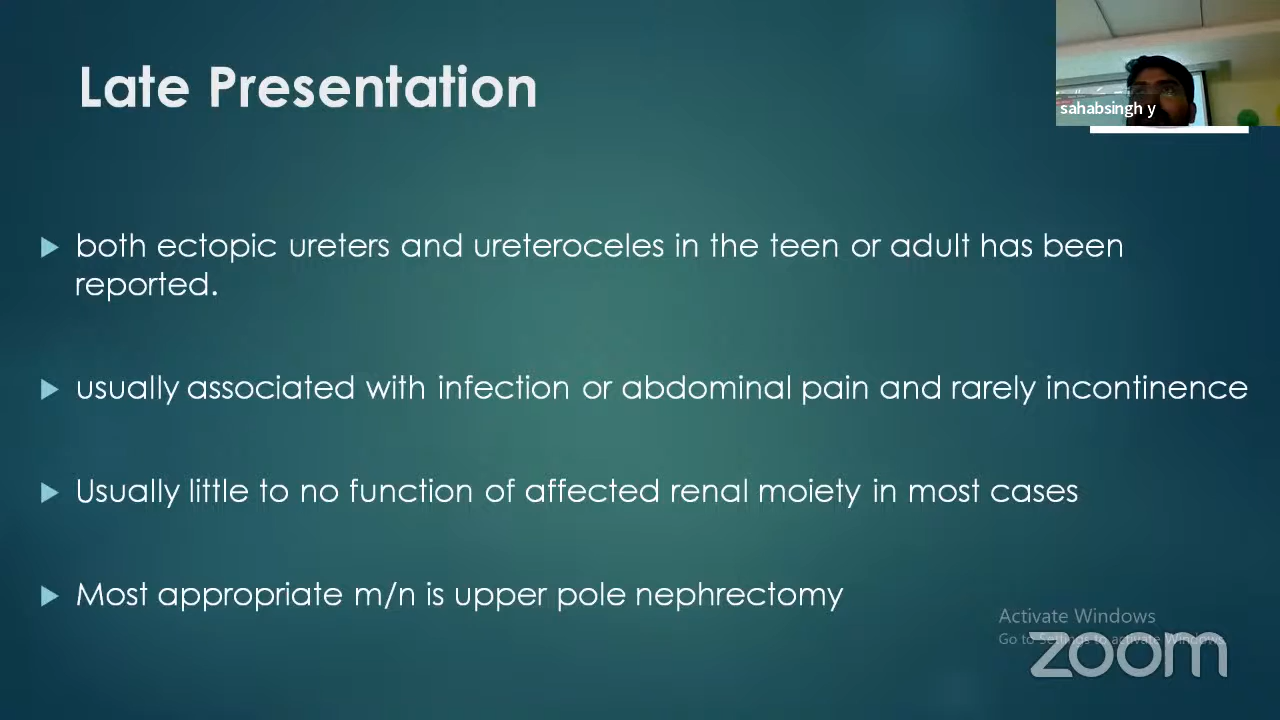 Late Presentation
sahabsingh y
both ectopic ureters and ureteroceles in the teen or adult has been
reported.
usually associated with infection or abdominal pain and rarely incontinence
Usually little to no function of affected renal moiety in most cases
Most appropriate m/n is upper pole nephrectomy
Activate Windows
Go to Settings to activate Windows.
zoom